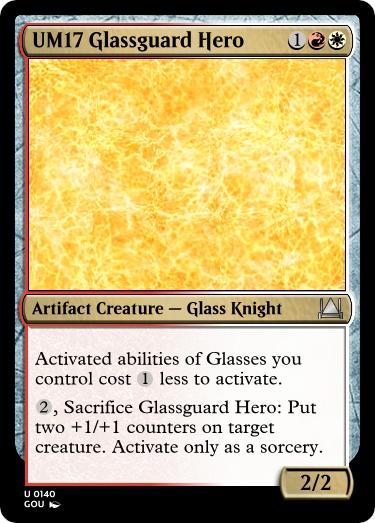 UM17 Glassguard Hero 1
Artifact Creature — Glass Knight
Activated abilities of Glasses you
control cost 1 less to activate.
2, Sacrifice Glassguard Hero: Put
two +1/+1 counters on target
creature. Activate only as a sorcery.
2/2
U 0140
GOU